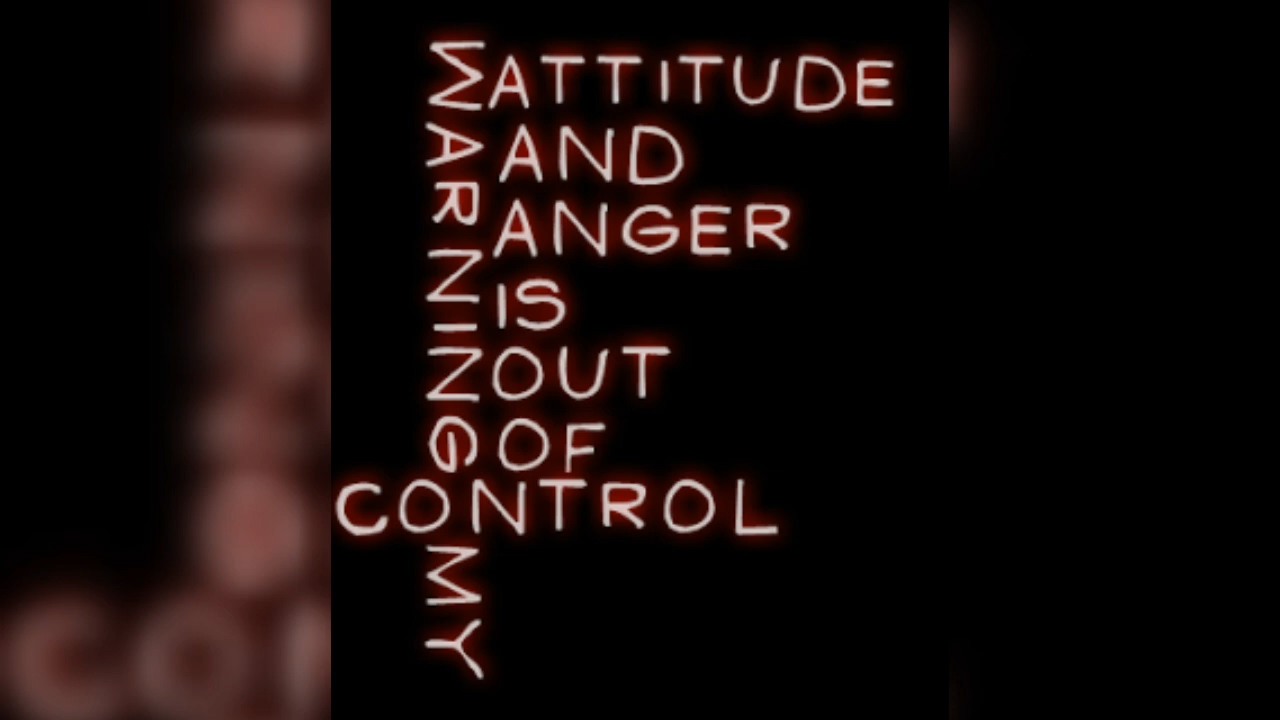 WARNING MY
ATTITUDE
AND
ANGER
IS
OUT
OF
CONTROL